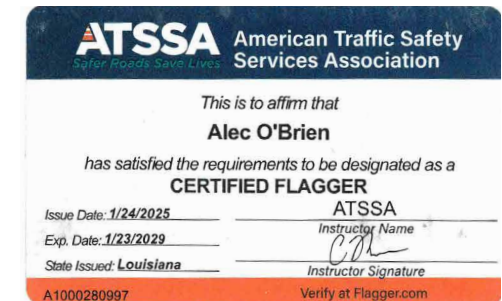 ATSSA
Safer Roads Save Lives
American Traffic Safety
Services Association
This is to affirm that
Alec O'Brien
has satisfied the requirements to be designated as a
CERTIFIED FLAGGER
Issue Date: 1/24/2025
ATSSA
Instructor Name
Exp. Date: 1/23/2029
State Issued: Louisiana
Instructor Signature
A1000280997
Verify at Flagger.com